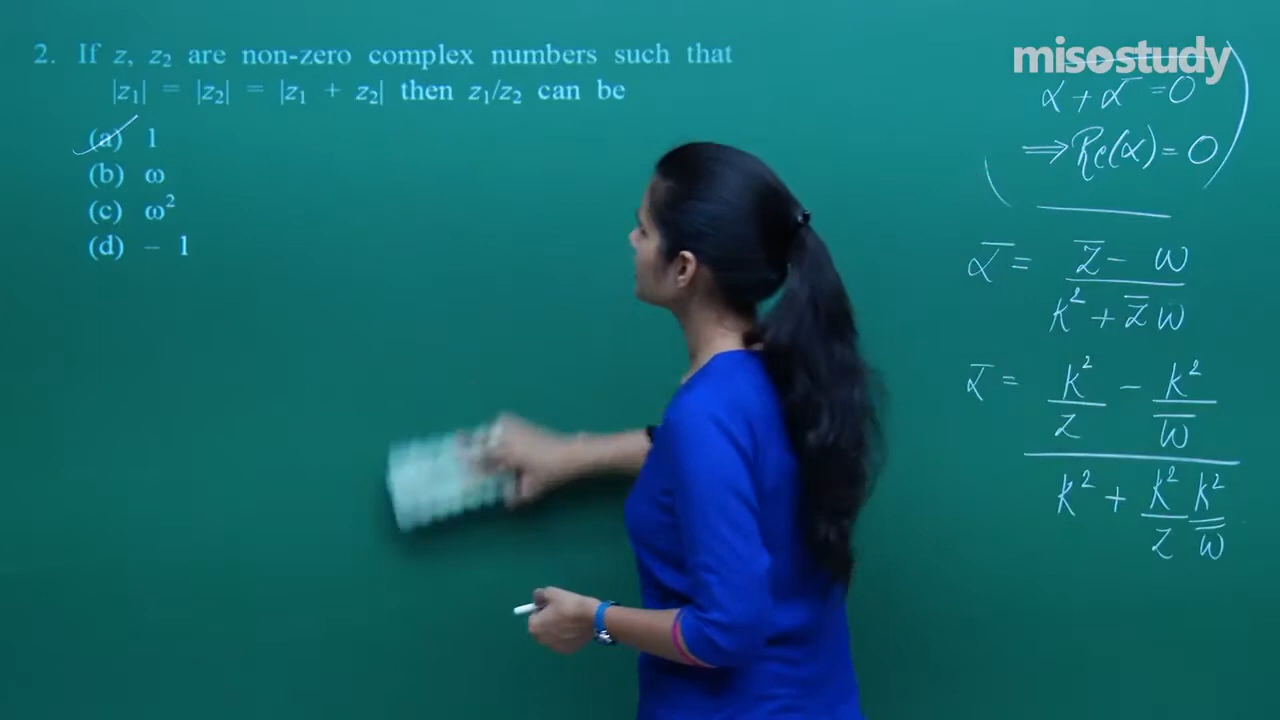 2. If z, z₂ are non-zero complex numbers such that
|z₁| = |z₂| = |z₁ + z₂| then z₁/z₂ can be
(a) 1
(b) ω
(c) ω²
(d) – 1
misostudy
α + ᾱ = 0
⇒ Re(α) = 0
ᾱ = (z̄ - w) / (k² + z̄ w)
ᾱ = (k²/z - k²/w̄) / (k² + k²/z k²/w̄)